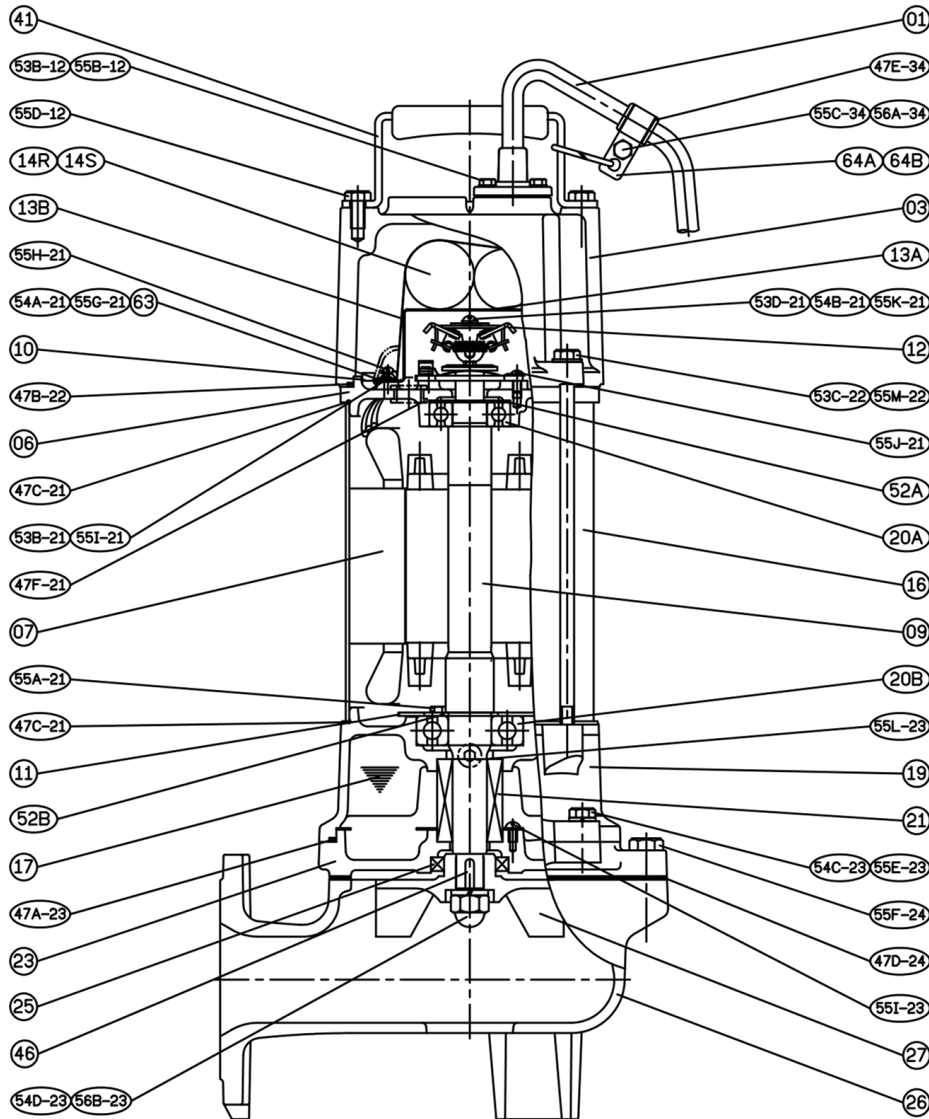 41
01
53B-12 55B-12
47E-34
55D-12
55C-34 56A-34
14R 14S
64A 64B
13B
03
55H-21
13A
54A-21 55G-21 63
53D-21 54B-21 55K-21
10
12
47B-22
53C-22 55M-22
06
55J-21
47C-21
52A
53B-21 55I-21
20A
47F-21
16
07
09
55A-21
20B
47C-21
55L-23
11
19
52B
21
17
54C-23 55E-23
47A-23
55F-24
23
47D-24
25
55I-23
46
27
54D-23 56B-23
26